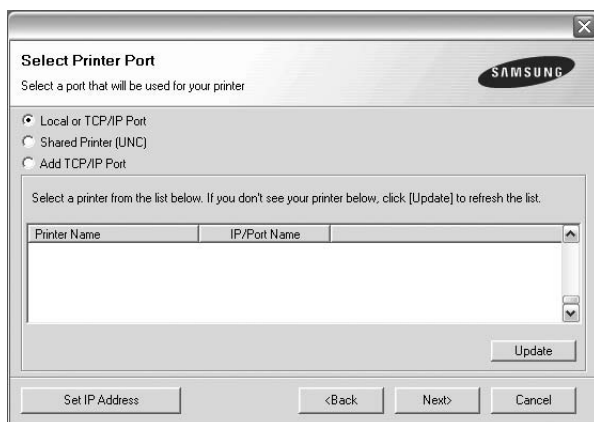 Select Printer Port
Select a port that will be used for your printer
SAMSUNG
Local or TCP/IP Port
Shared Printer (UNC)
Add TCP/IP Port
Select a printer from the list below. If you don't see your printer below, click [Update] to refresh the list.
Printer Name IP/Port Name
Update
Set IP Address <Back Next> Cancel